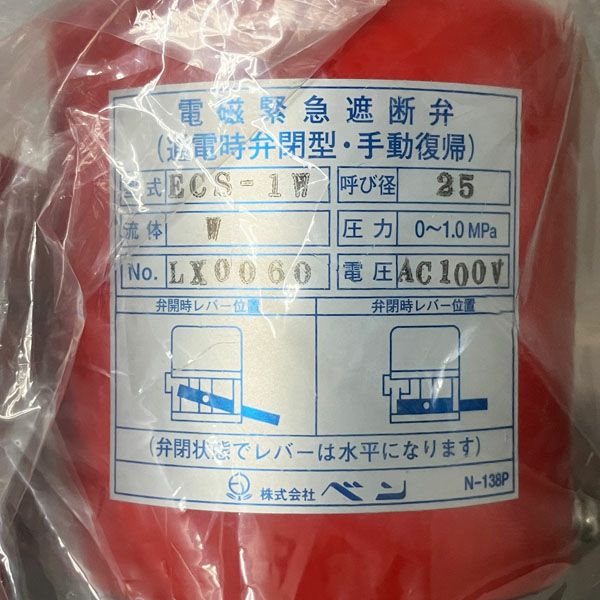 電磁緊急遮断弁
(通電時弁閉型・手動復帰)
型式 ECS-1W 呼び径 25
流体 W 圧力 0〜1.0 MPa
No. LX0060 電圧 AC100V
弁開時レバー位置 弁閉時レバー位置
(弁閉状態でレバーは水平になります)
株式会社 ベン N-138P